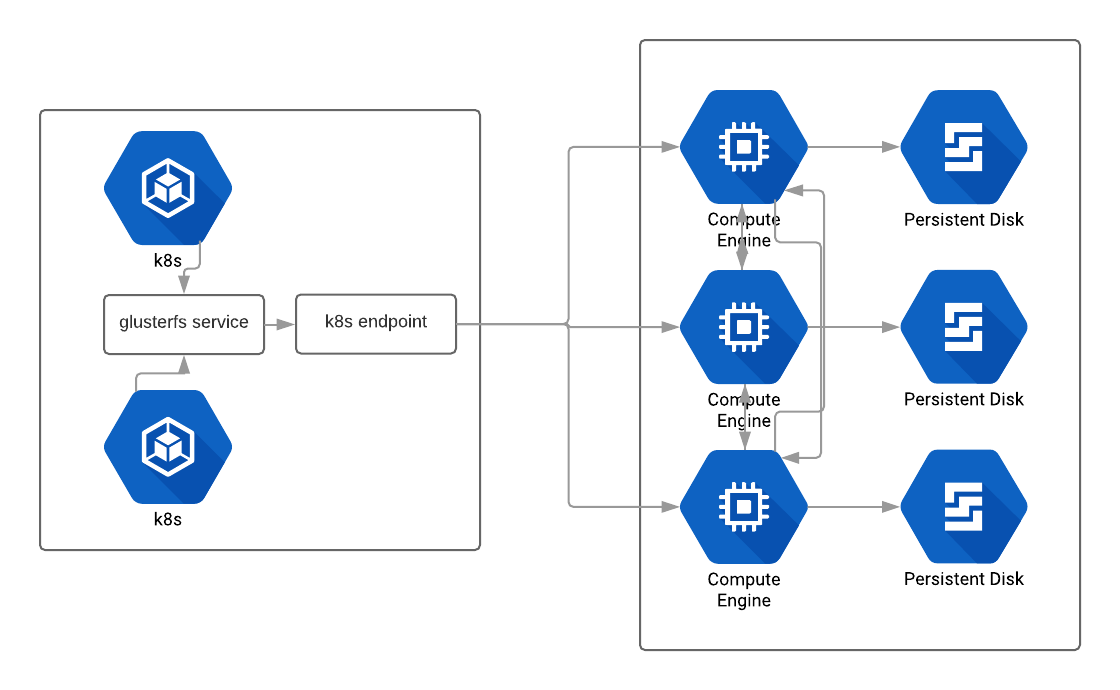 k8s
glusterfs service
k8s endpoint
k8s
Compute
Engine
Persistent Disk
Compute
Engine
Persistent Disk
Compute
Engine
Persistent Disk